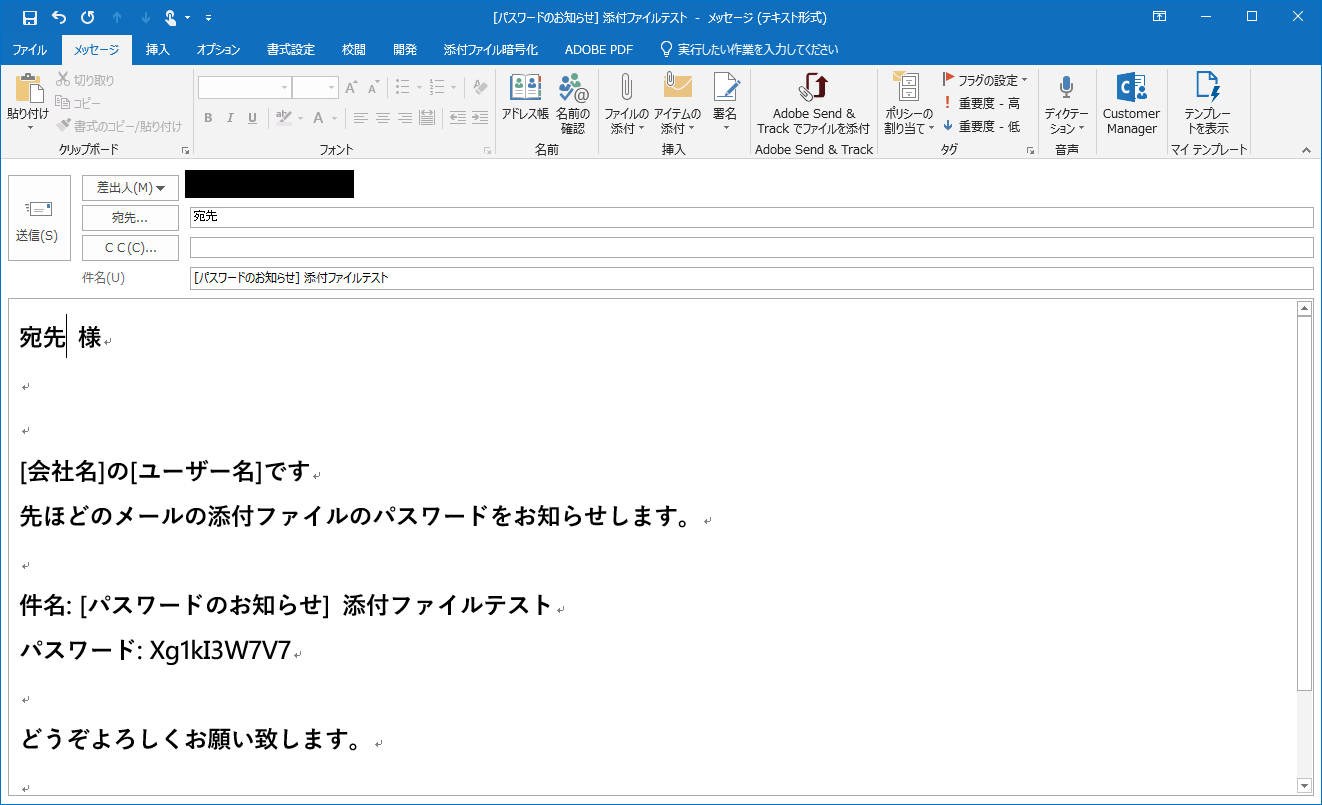 [パスワードのお知らせ] 添付ファイルテスト - メッセージ (テキスト形式)
ファイル メッセージ 挿入 オプション 書式設定 校閲 開発 添付ファイル暗号化 ADOBE PDF 実行したい作業を入力してください
貼り付け
切り取り
コピー
書式のコピー/貼り付け
クリップボード
B I U
フォント
アドレス帳
名前の
確認
名前
ファイルの
添付
アイテムの
添付
署名
挿入
Adobe Send &
Track でファイルを添付
Adobe Send & Track
ポリシーの
割り当て
フラグの設定
重要度 - 高
重要度 - 低
タグ
ディクテー
ション
音声
Customer
Manager
テンプレー
トを表示
マイ テンプレート
送信(S)
差出人(M)
宛先...
宛先
C C(C)...
件名(U)
[パスワードのお知らせ] 添付ファイルテスト
宛先 様
[会社名]の[ユーザー名]です
先ほどのメールの添付ファイルのパスワードをお知らせします。
件名: [パスワードのお知らせ] 添付ファイルテスト
パスワード: Xg1kI3W7V7
どうぞよろしくお願い致します。